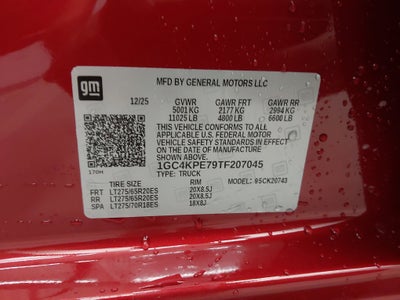 gm
MFD BY GENERAL MOTORS LLC
12/25 GVWR GAWR FRT GAWR RR
5001 KG 2177 KG 2994 KG
11025 LB 4800 LB 6600 LB
THIS VEHICLE CONFORMS TO ALL
APPLICABLE U.S. FEDERAL MOTOR
VEHICLE SAFETY STANDARDS IN EFFECT
ON THE DATE OF MANUFACTURE SHOWN ABOVE.
1GC4KPE79TF207045
170H TYPE: TRUCK MODEL: 95CK20743
TIRE SIZE RIM
FRT LT275/65R20ES 20X8.5J
RR LT275/65R20ES 20X8.5J
SPA LT275/70R18ES 18X8J